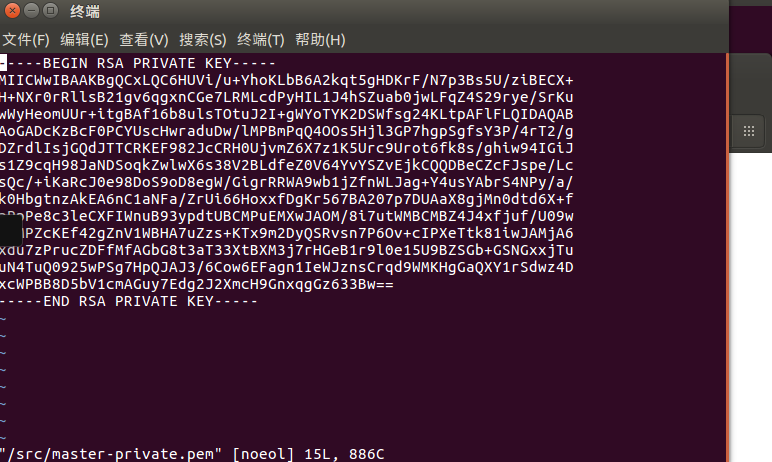 终端
文件(F) 编辑(E) 查看(V) 搜索(S) 终端(T) 帮助(H)
-----BEGIN RSA PRIVATE KEY-----
MIICWwIBAAKBgQCxLQC6HUVi/u+YhoKLbB6A2kqt5gHDKrF/N7p3Bs5U/ziBECX+
H+NXr0rRllsB21gv6qgxnCGe7LRMLcdPyHIL1J4hSZuab0jwLFqZ4S29rye/SrKu
wWyHeomUUr+itgBAf16b8ulsTOtuJ2I+gWYoTYK2DSWfsg24KLtpAFlFLQIDAQAB
AoGADcKzBcF0PCYUscHwraduDw/lMPBmPqQ4OOs5Hjl3GP7hgpSgfsY3P/4rT2/g
DZrdlIsjGQdJTTCRKEF982JcCRH0UjvmZ6X7z1K5Urc9Urot6fk8s/ghiw94IGiJ
s1Z9cqH98JaNDSoqkZwlwX6s38V2BLdfeZ0V64YvYSZvEjkCQQDBeCZcFJspe/Lc
sQc/+iKaRcJ0e98DoS9oD8egW/GigrRRWA9wb1jZfnWLJag+Y4usYAbrS4NPy/a/
k0HbgtnzAkEA6nC1aNFa/ZrUi66HoxxfDgKr567BA207p7DUAaX8gjMn0dtd6X+f
Pe8c3leCXFIWnuB93ypdtUBCMPuEMXwJAOM/8i7utWMBCMBZ4J4xfjuf/U09w
PZcKEf42gZnV1WBHA7uZzs+KTx9m2DyQSRvsn7P6Ov+cIPXeTtk81iwJAMjA6
xdu7zPrucZDFfMfAGbG8t3aT33XtBXM3j7rHGeB1r9l0e15U9BZSGb+GSNGxxjTu
uN4TuQ0925wPSg7HpQJAJ3/6Cow6EFagn1IeWJznsCrqd9WMKHgGaQXY1rSdwz4D
xcWPBB8D5bV1cmAGuy7Edg2J2XmcH9GnxqgGz633Bw==
-----END RSA PRIVATE KEY-----
~
~
~
~
~
~
~
~
"/src/master-private.pem" [noeol] 15L, 886C